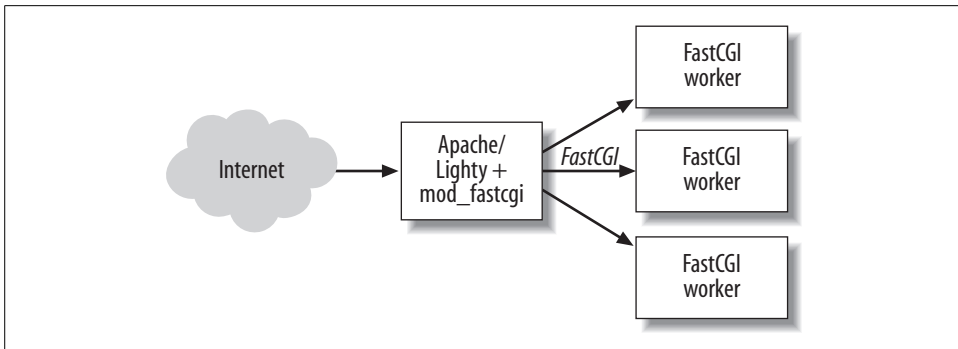 Internet
Apache/
Lighty +
mod_fastcgi
FastCGI
FastCGI
worker
FastCGI
worker
FastCGI
worker